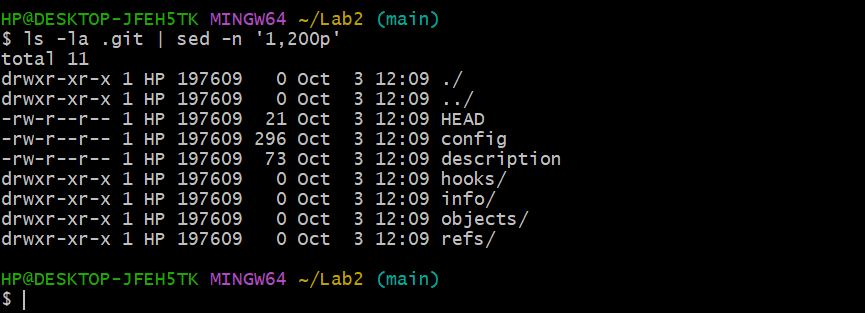 HP@DESKTOP-JFEH5TK MINGW64 ~/Lab2 (main)
$ ls -la .git | sed -n '1,200p'
total 11
drwxr-xr-x 1 HP 197609   0 Oct  3 12:09 ./
drwxr-xr-x 1 HP 197609   0 Oct  3 12:09 ../
-rw-r--r-- 1 HP 197609  21 Oct  3 12:09 HEAD
-rw-r--r-- 1 HP 197609 296 Oct  3 12:09 config
-rw-r--r-- 1 HP 197609  73 Oct  3 12:09 description
drwxr-xr-x 1 HP 197609   0 Oct  3 12:09 hooks/
drwxr-xr-x 1 HP 197609   0 Oct  3 12:09 info/
drwxr-xr-x 1 HP 197609   0 Oct  3 12:09 objects/
drwxr-xr-x 1 HP 197609   0 Oct  3 12:09 refs/
HP@DESKTOP-JFEH5TK MINGW64 ~/Lab2 (main)
$